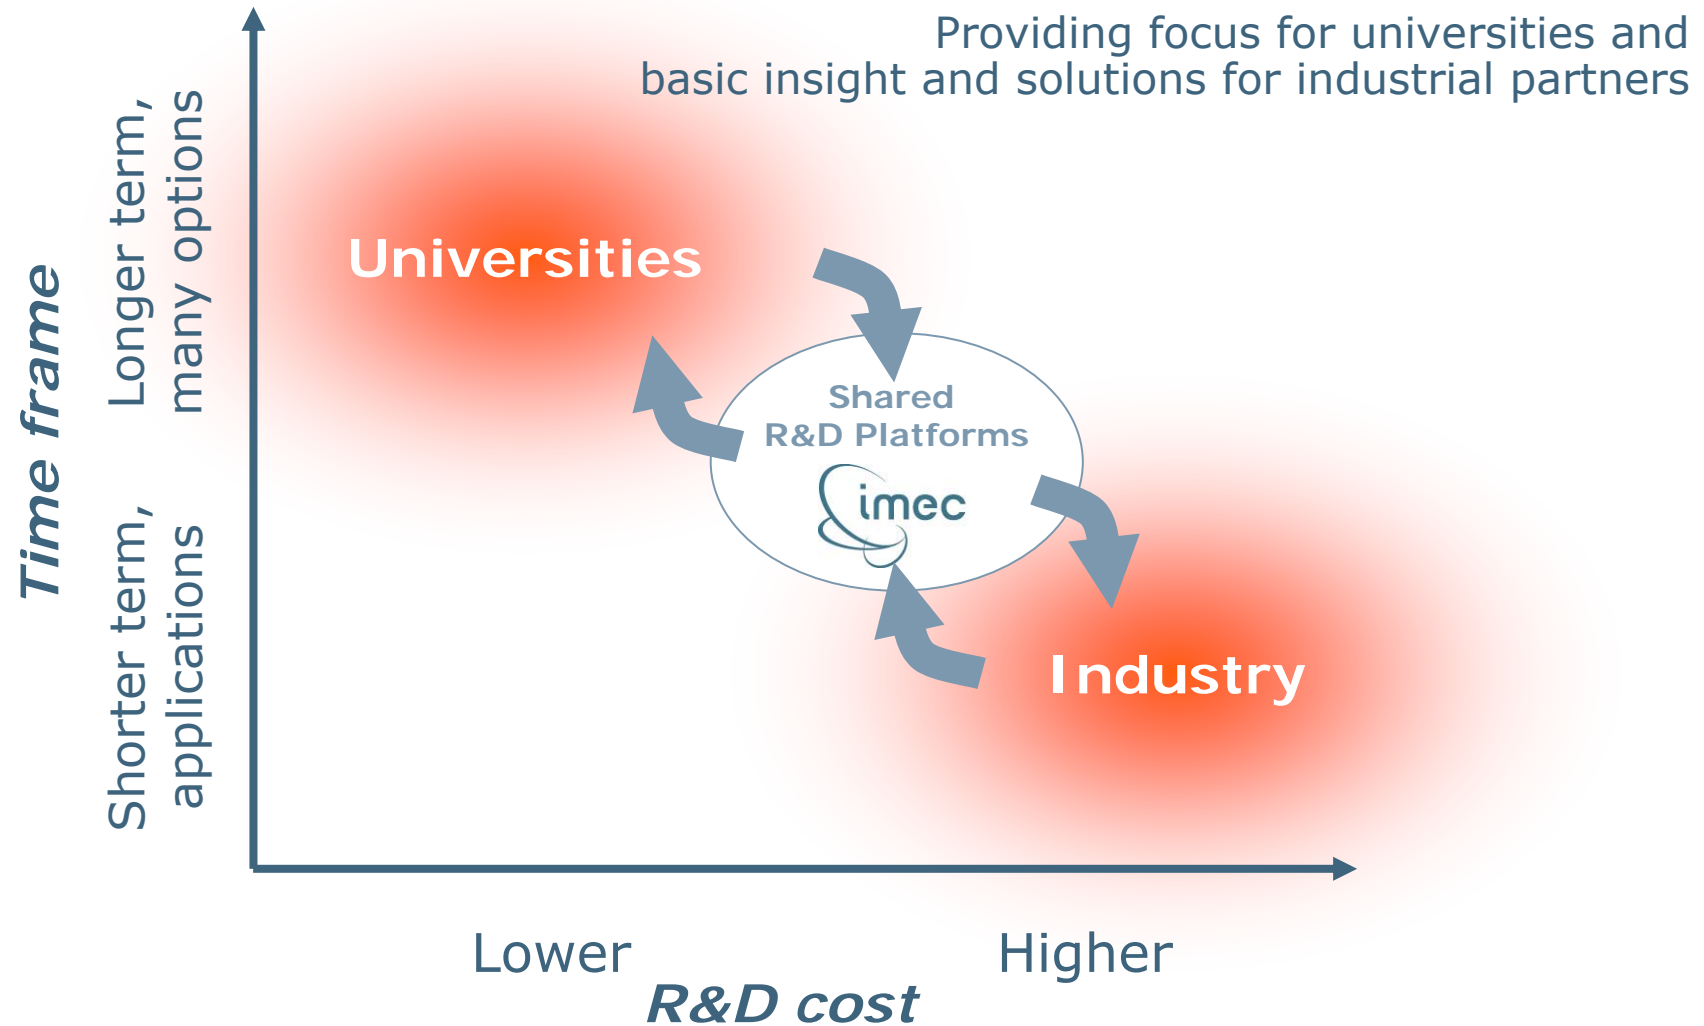 Providing focus for universities and
basic insight and solutions for industrial partners
Time frame
Longer term,
many options
Shorter term,
applications
Universities
Shared
R&D Platforms
imec
Industry
Lower
Higher
R&D cost